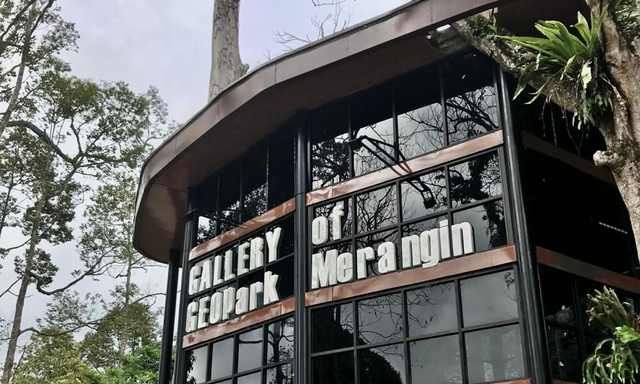 GALLERY
GEOpark
of
Merangin